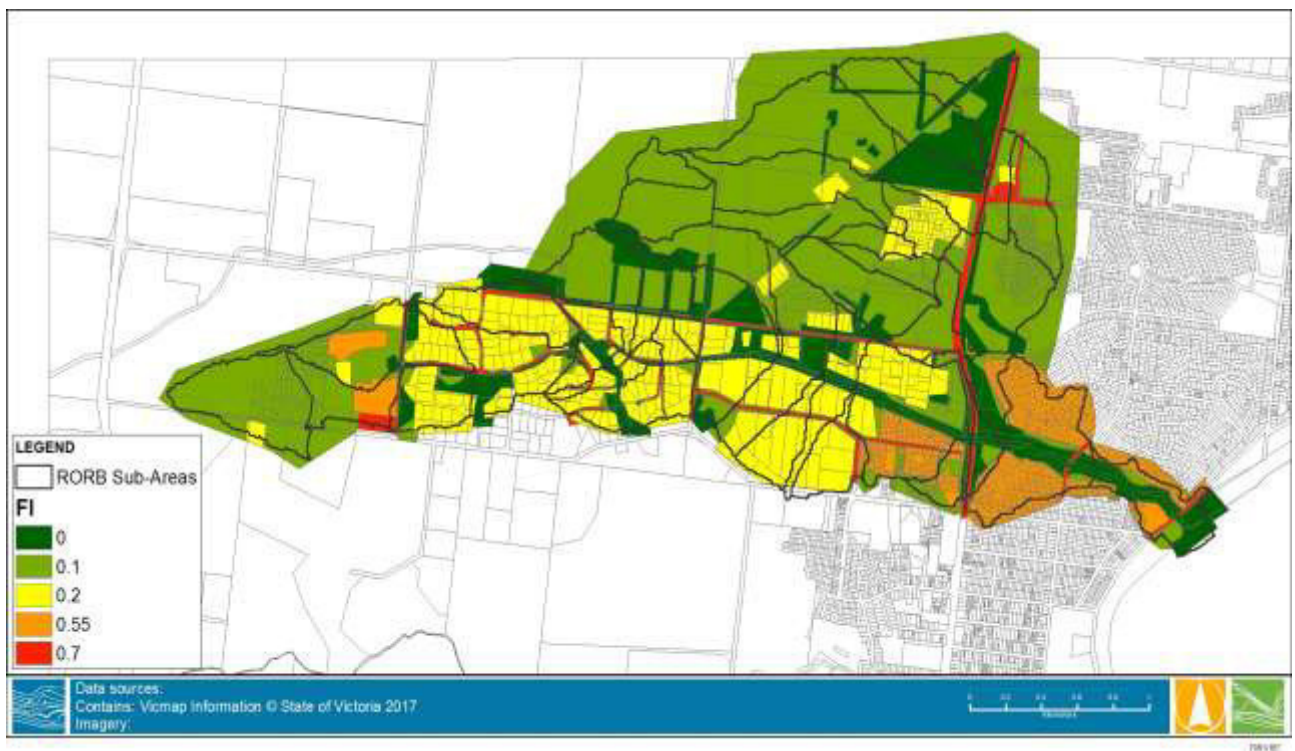 LEGEND
RORB Sub-Areas
FI
0
0.1
0.2
0.55
0.7
Data sources:
Contains: Vicmap Information © State of Victoria 2017
Imagery: